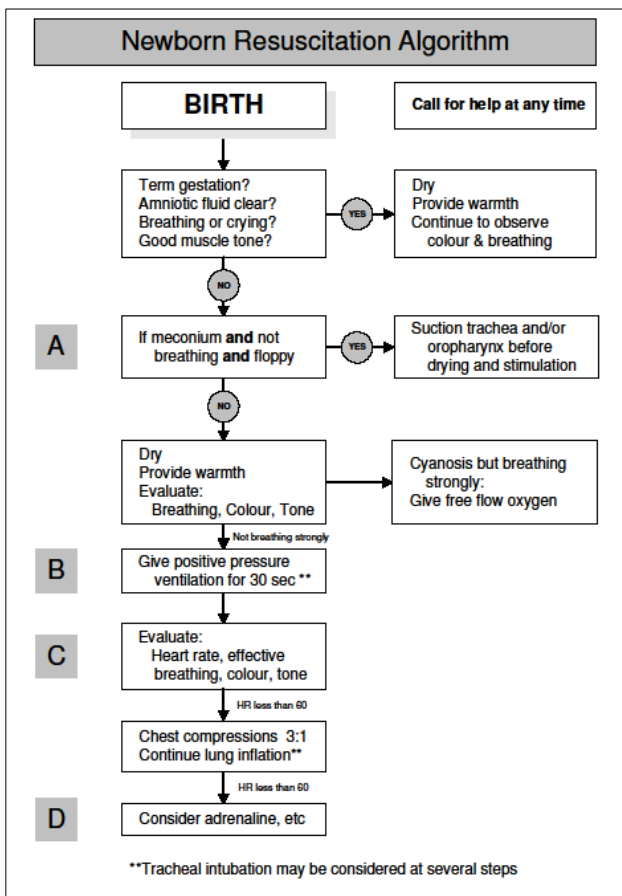 Newborn Resuscitation Algorithm
BIRTH
Call for help at any time
Term gestation?
Amniotic fluid clear?
Breathing or crying?
Good muscle tone?
YES
Dry
Provide warmth
Continue to observe
colour & breathing
NO
A
If meconium and not
breathing and floppy
YES
Suction trachea and/or
oropharynx before
drying and stimulation
NO
Dry
Provide warmth
Evaluate:
Breathing, Colour, Tone
Cyanosis but breathing
strongly:
Give free flow oxygen
Not breathing strongly
B
Give positive pressure
ventilation for 30 sec **
C
Evaluate:
Heart rate, effective
breathing, colour, tone
HR less than 60
Chest compressions 3:1
Continue lung inflation**
HR less than 60
D
Consider adrenaline, etc
**Tracheal intubation may be considered at several steps